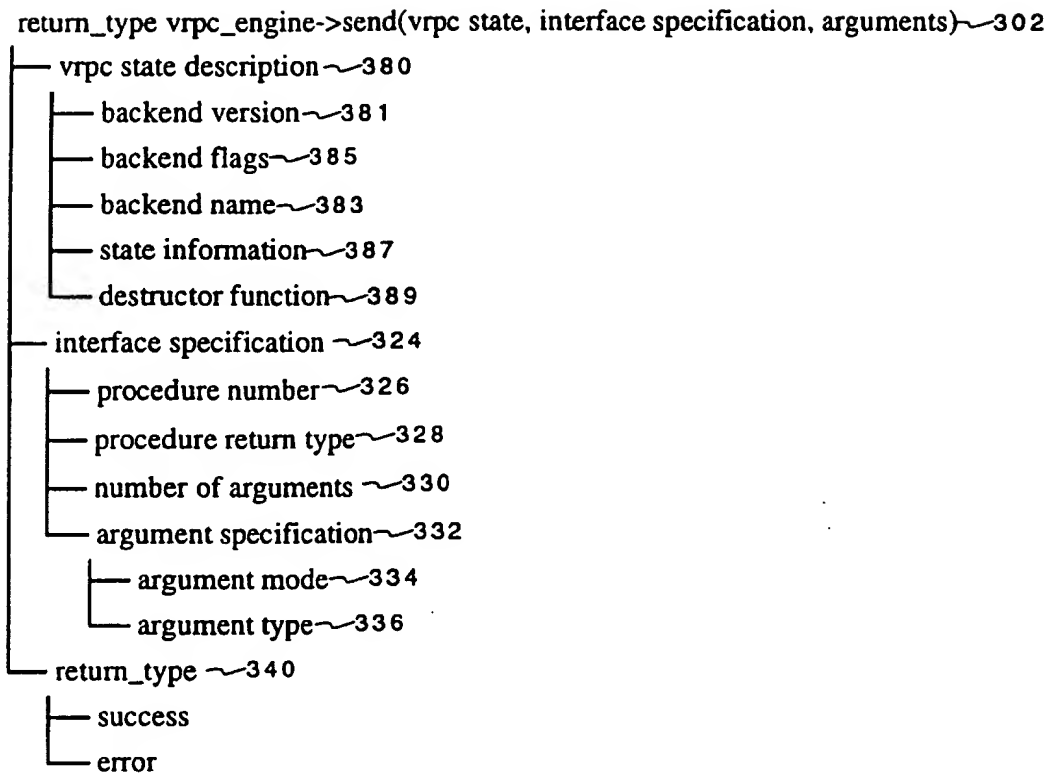 return_type vrpc_engine->send(vrpc state, interface specification, arguments) 302
vrpc state description 380
backend version 381
backend flags 385
backend name 383
state information 387
destructor function 389
interface specification 324
procedure number 326
procedure return type 328
number of arguments 330
argument specification 332
argument mode 334
argument type 336
return_type 340
success
error